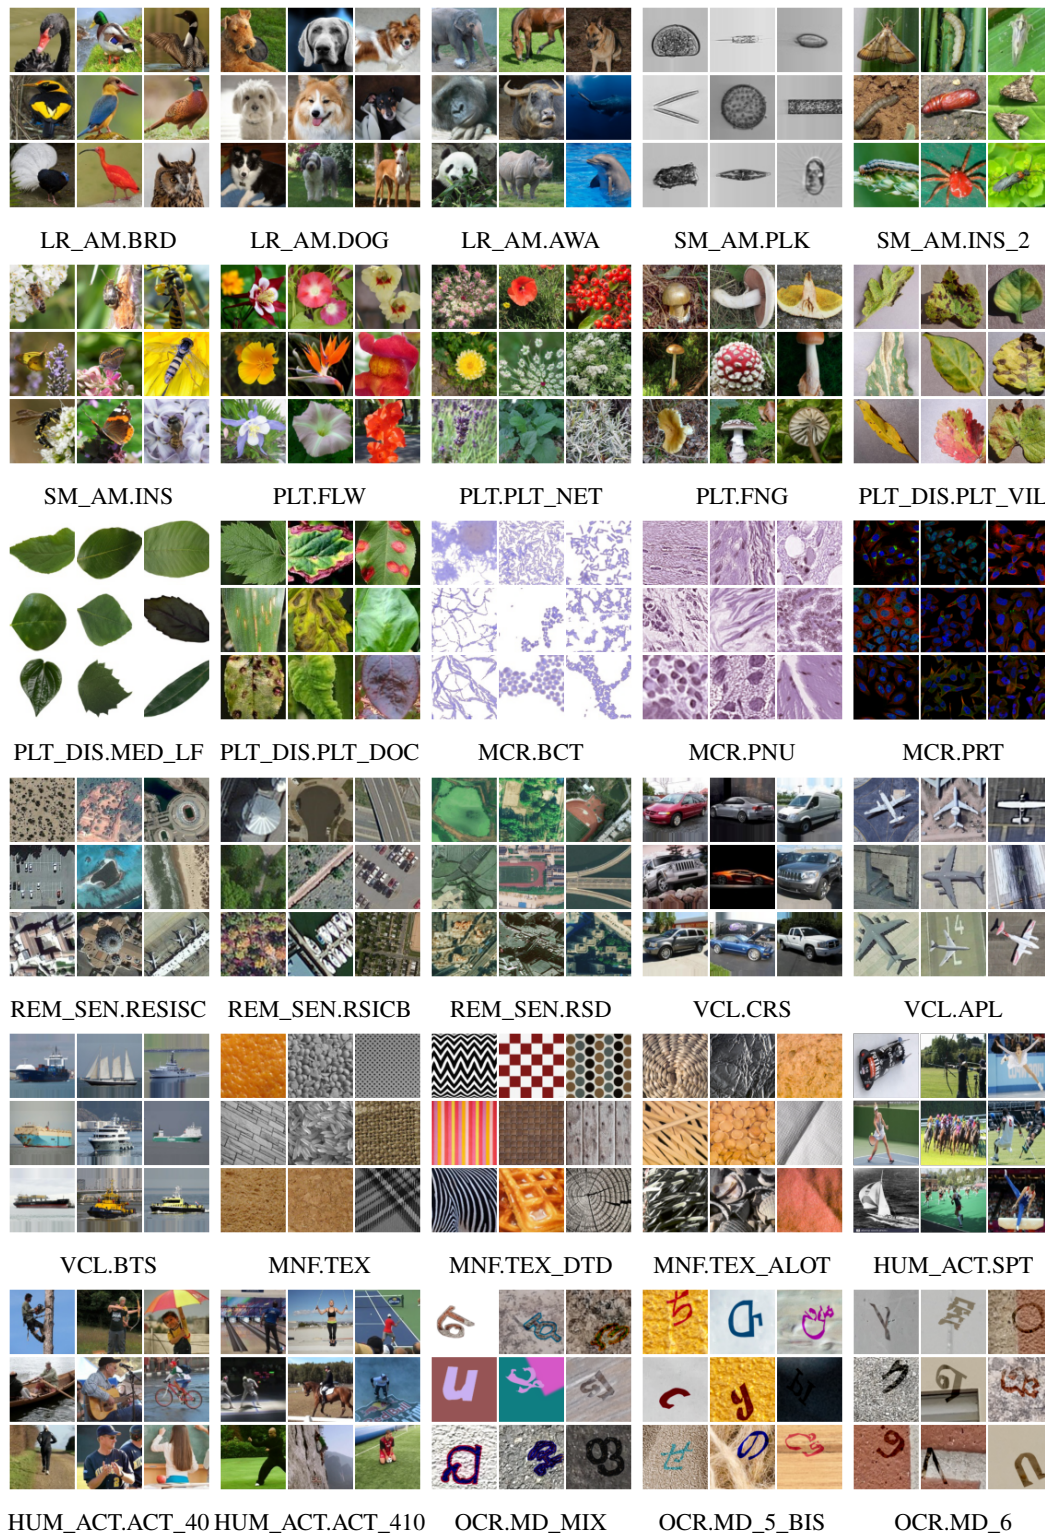 LR_AM.BRD LR_AM.DOG LR_AM.AWA SM_AM.PLK SM_AM.INS_2
SM_AM.INS PLT.FLW PLT.PLT_NET PLT.FNG PLT_DIS.PLT_VIL
PLT_DIS.MED_LF PLT_DIS.PLT_DOC MCR.BCT MCR.PNU MCR.PRT
REM_SEN.RESISC REM_SEN.RSICB REM_SEN.RSD VCL.CRS VCL.APL
VCL.BTS MNF.TEX MNF.TEX_DTD MNF.TEX_ALOT HUM_ACT.SPT
HUM_ACT.ACT_40 HUM_ACT.ACT_410 OCR.MD_MIX OCR.MD_5_BIS OCR.MD_6